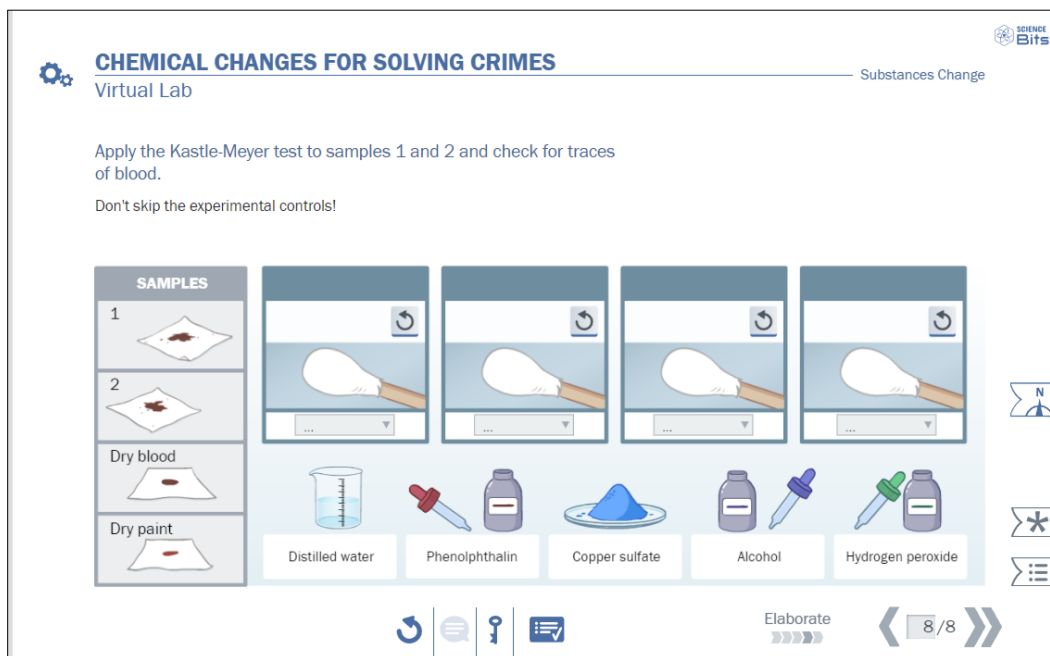 SCIENCE
Bits
CHEMICAL CHANGES FOR SOLVING CRIMES
Virtual Lab
Substances Change
Apply the Kastle-Meyer test to samples 1 and 2 and check for traces
of blood.
Don't skip the experimental controls!
SAMPLES
1
2
Dry blood
Dry paint
... ... ... ...
Distilled water
Phenolphthalin
Copper sulfate
Alcohol
Hydrogen peroxide
N
Elaborate
8/8